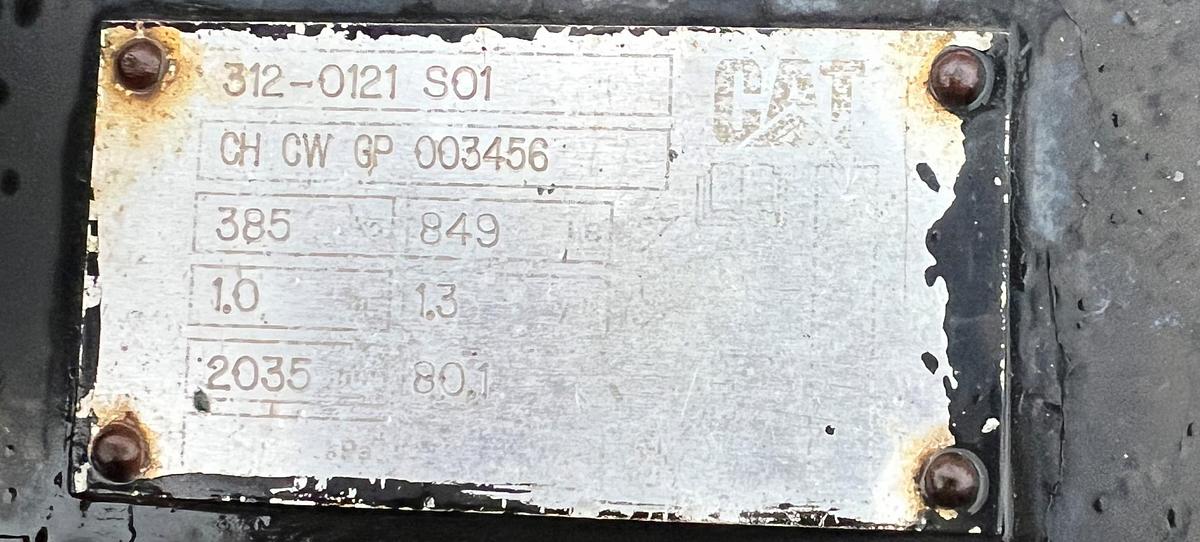 312-0121 S01
CAT
CH CW GP 003456
385 849
1.0 1.3
2035 80.1